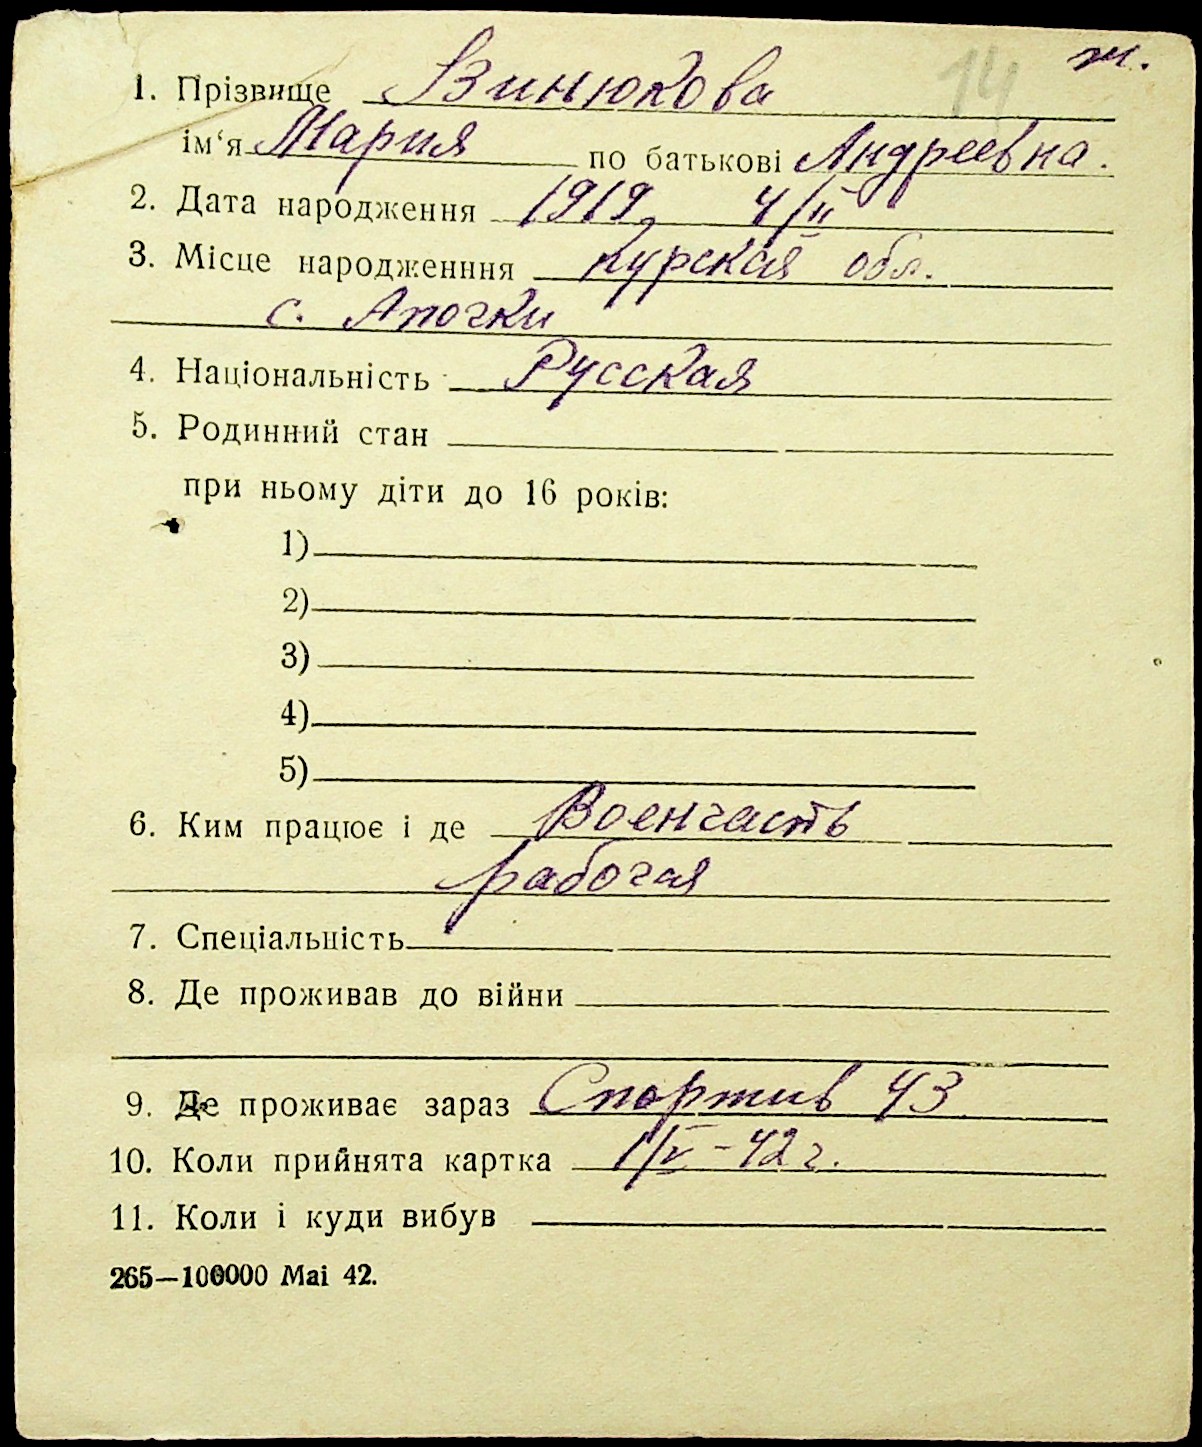 14 ж.
1. Прізвище Винюкова
ім‘я Мария по батькові Андреевна.
2. Дата народження 1919 4/II
3. Місце народженння Курская обл.
с. Апочки
4. Національність Русская
5. Родинний стан
при ньому діти до 16 років:
1)
2)
3)
4)
5)
6. Ким працює і де Военчасть
рабочая
7. Спеціальність
8. Де проживав до війни
9. Де проживає зараз Спортив 43
10. Коли прийнята картка 1/V-42 г.
11. Коли і куди вибув
265—100000 Mai 42.